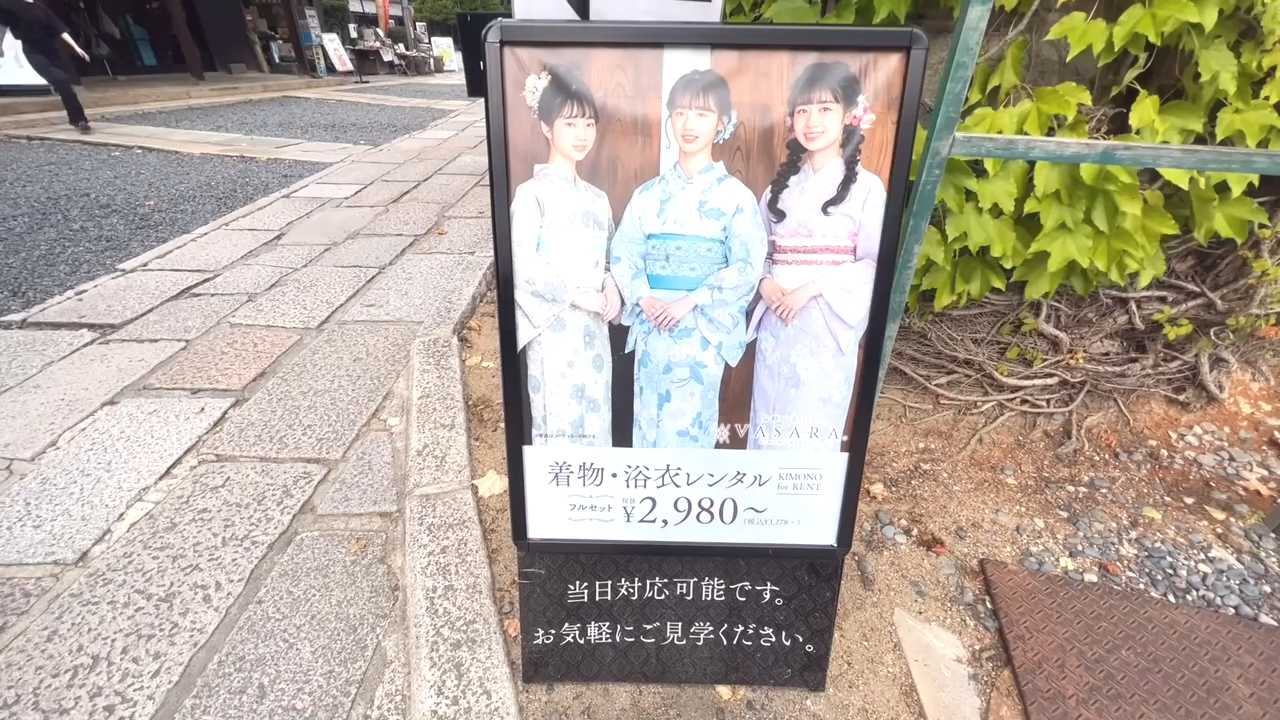 VASARA
着物・浴衣レンタル
KIMONO
for RENT
フルセット
税抜
¥2,980～
(税込¥3,278～)
当日対応可能です。
お気軽にご見学ください。